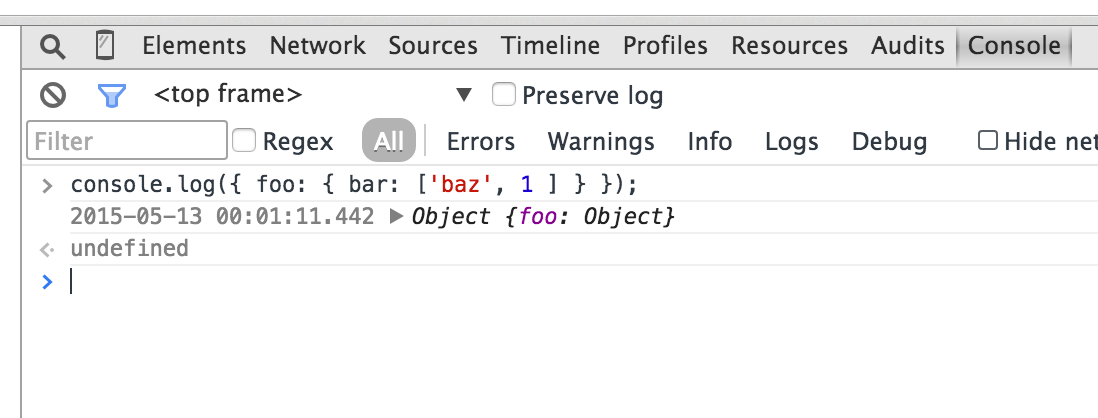 Elements Network Sources Timeline Profiles Resources Audits Console
<top frame> ▼ Preserve log
Filter Regex All Errors Warnings Info Logs Debug Hide net
> console.log({ foo: { bar: ['baz', 1 ] } });
2015-05-13 00:01:11.442 ▶ Object {foo: Object}
undefined
>